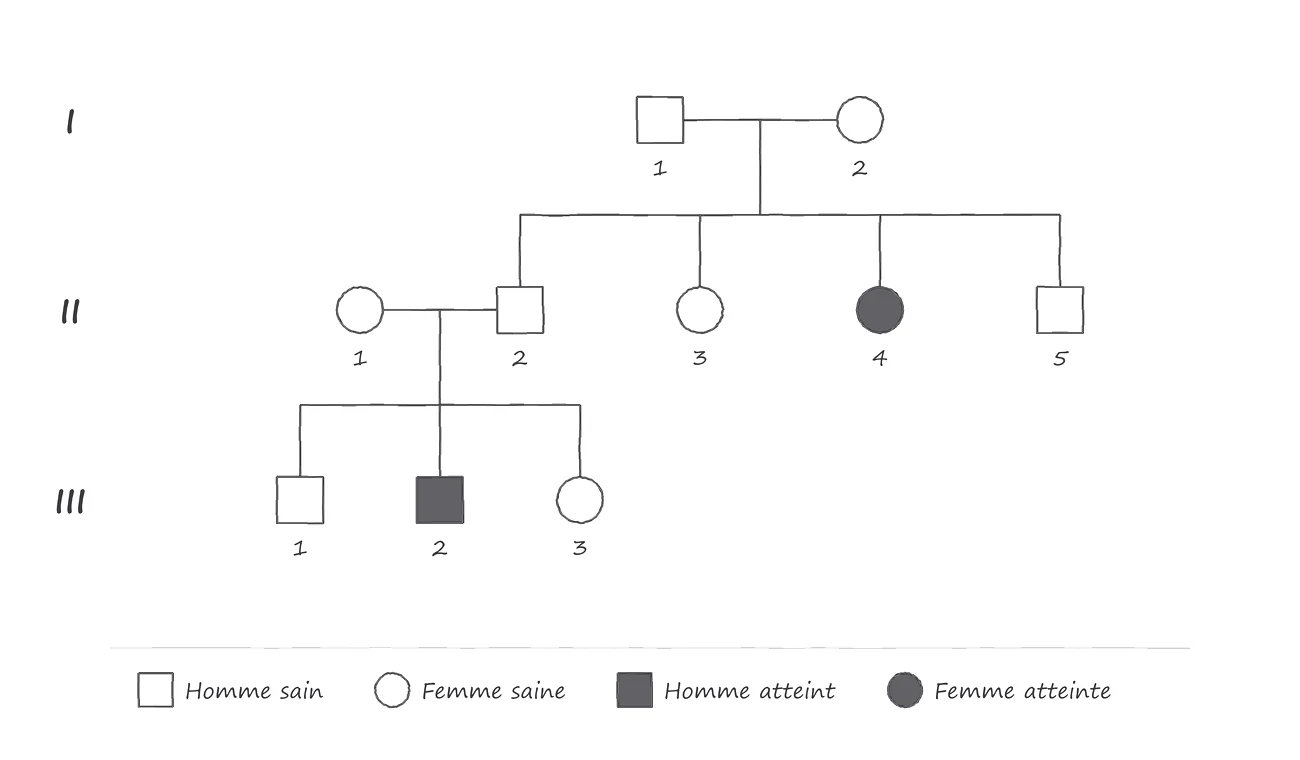 I
1 2
II
1 2 3 4 5
III
1 2 3
Homme sain Femme saine Homme atteint Femme atteinte